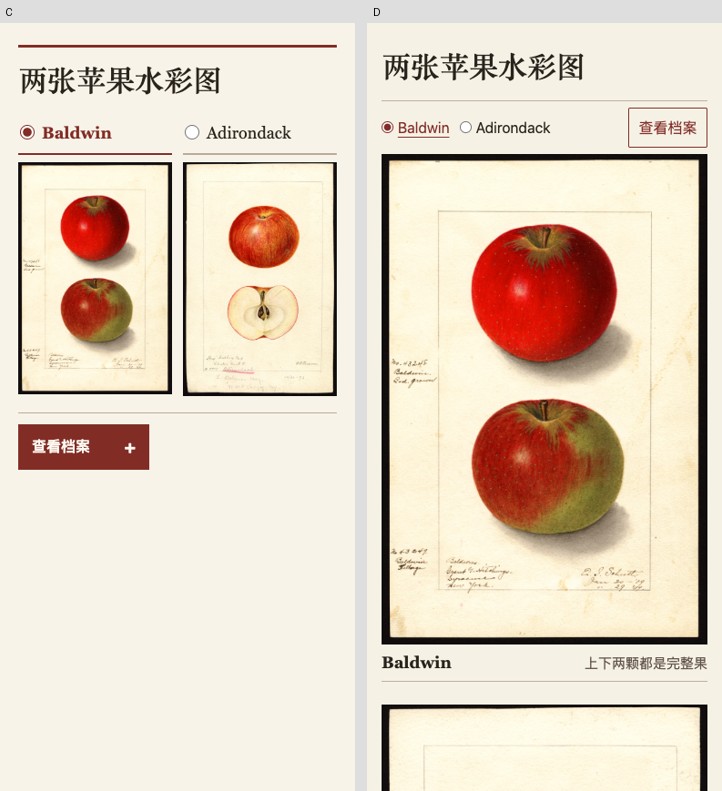 C
两张苹果水彩图
Baldwin
Adirondack
查看档案 +
D
两张苹果水彩图
Baldwin
Adirondack
查看档案
Baldwin
上下两颗都是完整果